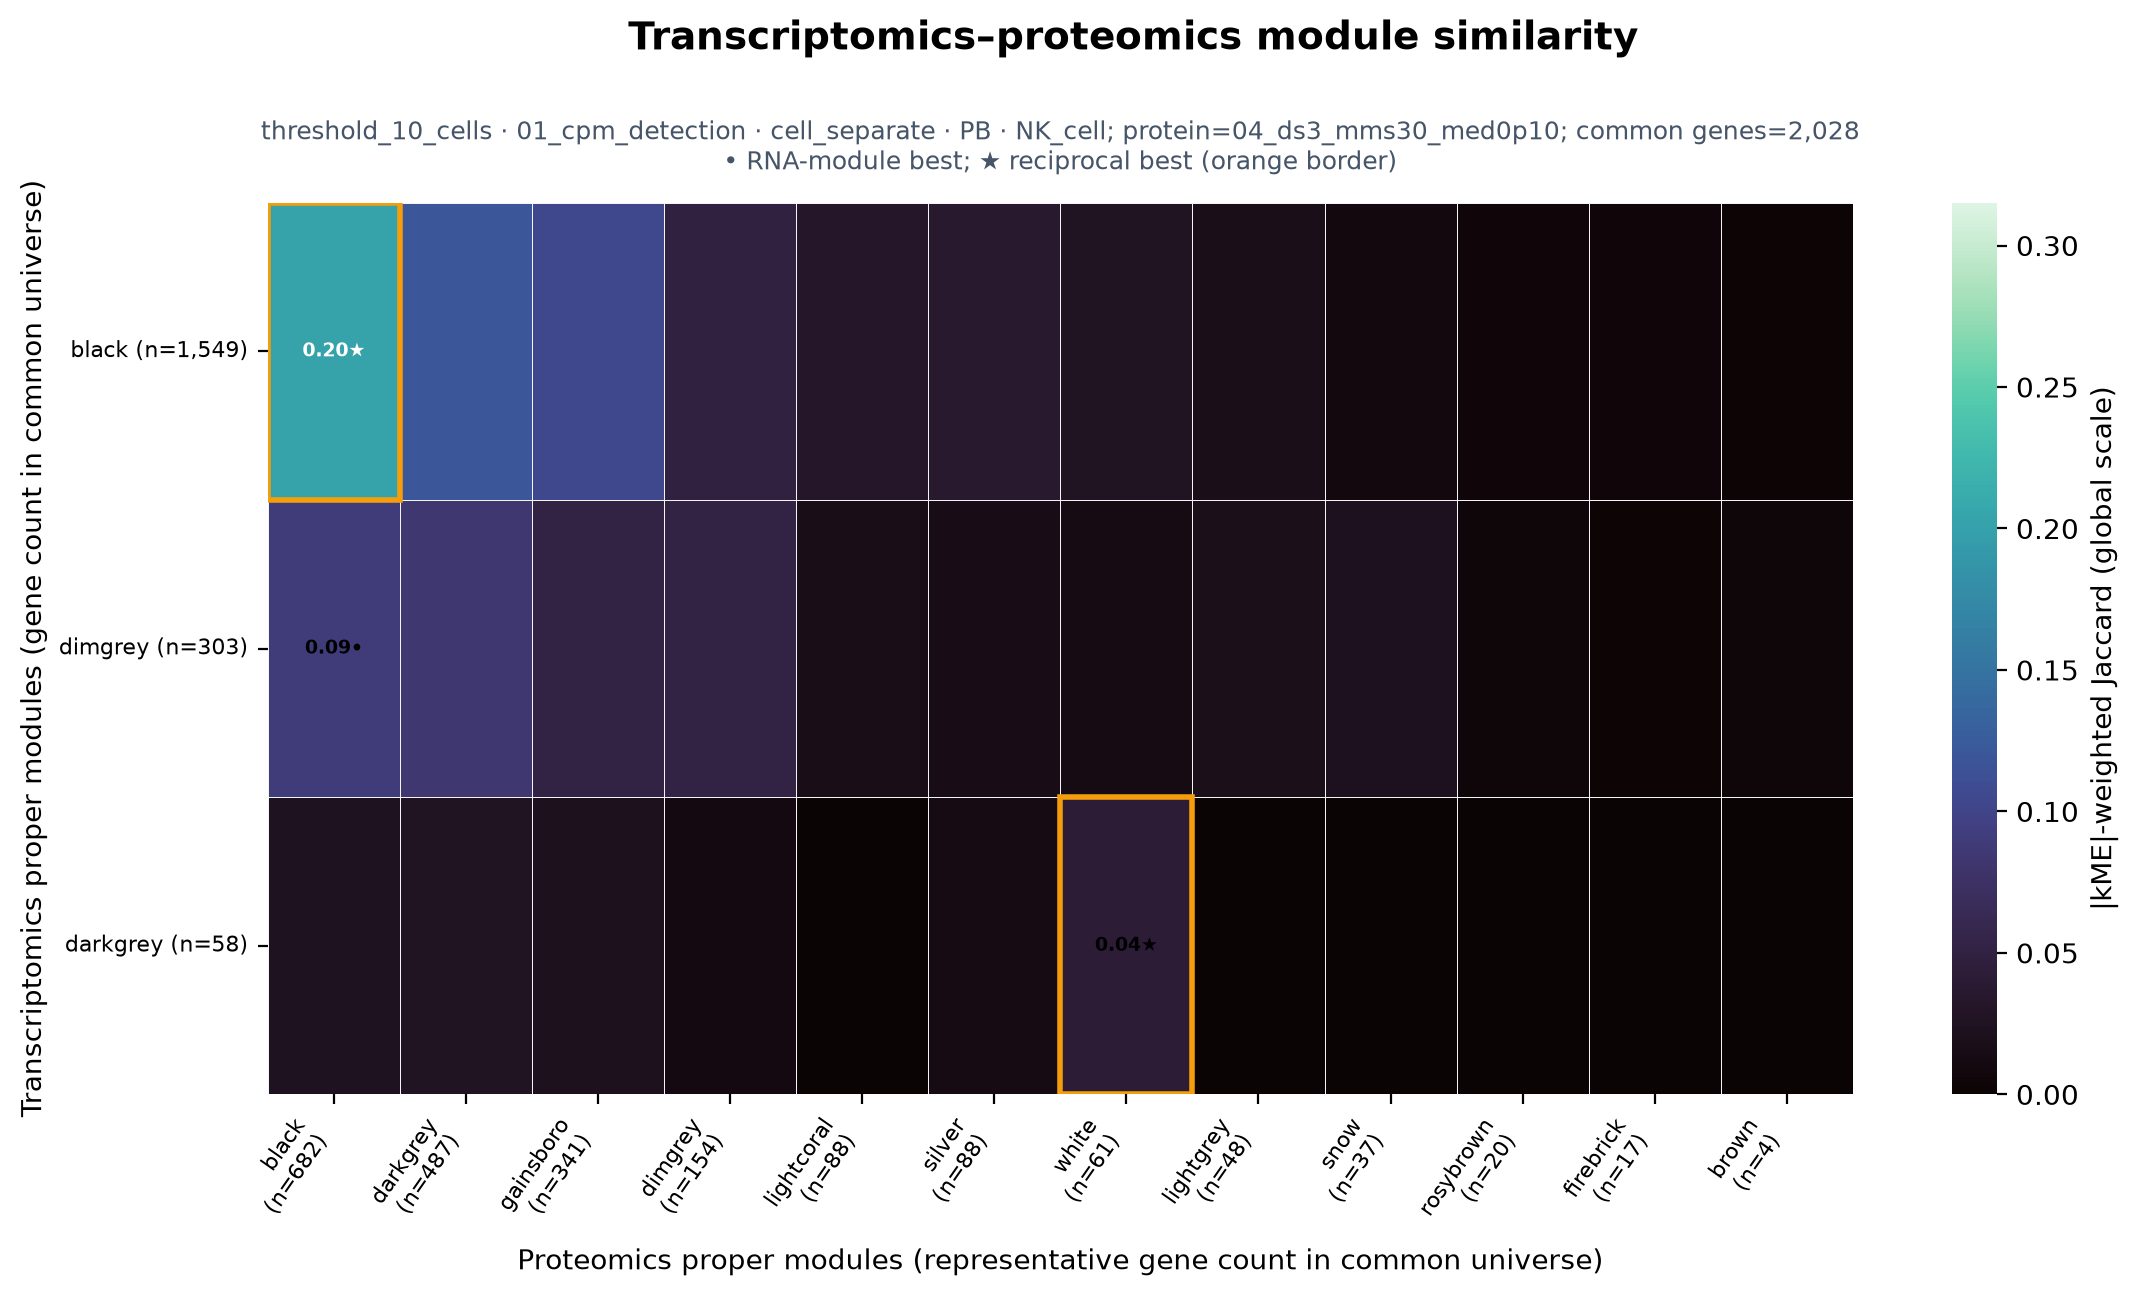 Transcriptomics–proteomics module similarity
threshold_10_cells · 01_cpm_detection · cell_separate · PB · NK_cell; protein=04_ds3_mms30_med0p10; common genes=2,028
• RNA-module best; ★ reciprocal best (orange border)
Transcriptomics proper modules (gene count in common universe)
black (n=1,549)
dimgrey (n=303)
darkgrey (n=58)
0.20★
0.09•
0.04★
black
(n=682)
darkgrey
(n=487)
gainsboro
(n=341)
dimgrey
(n=154)
lightcoral
(n=88)
silver
(n=88)
white
(n=61)
lightgrey
(n=48)
snow
(n=37)
rosybrown
(n=20)
firebrick
(n=17)
brown
(n=4)
Proteomics proper modules (representative gene count in common universe)
0.30
0.25
0.20
0.15
0.10
0.05
0.00
|kME|-weighted Jaccard (global scale)